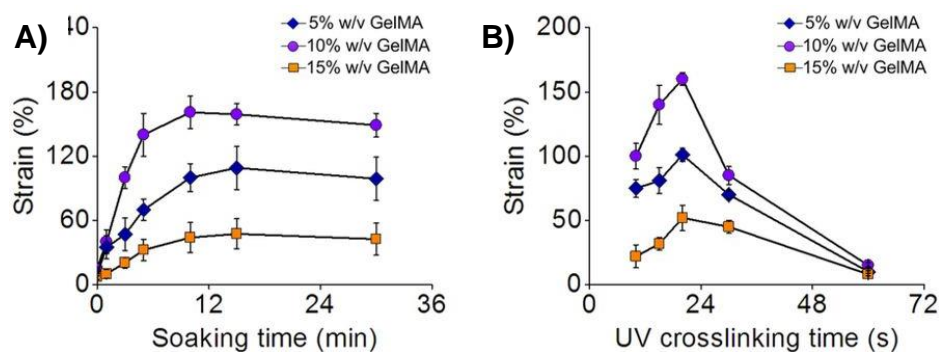 A)
5% w/v GelMA
10% w/v GelMA
15% w/v GelMA
Strain (%)
180
120
60
0
0 12 24 36
Soaking time (min)
B)
5% w/v GelMA
10% w/v GelMA
15% w/v GelMA
Strain (%)
200
150
100
50
0
0 24 48 72
UV crosslinking time (s)